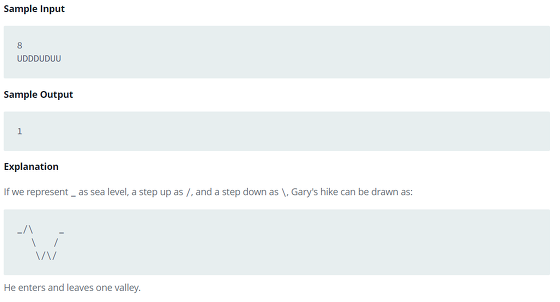 Sample Input
8
UDDDUDUU
Sample Output
1
Explanation
If we represent _ as sea level, a step up as /, and a step down as \, Gary's hike can be drawn as:
_/\      _
   \    /
    \/\/
He enters and leaves one valley.